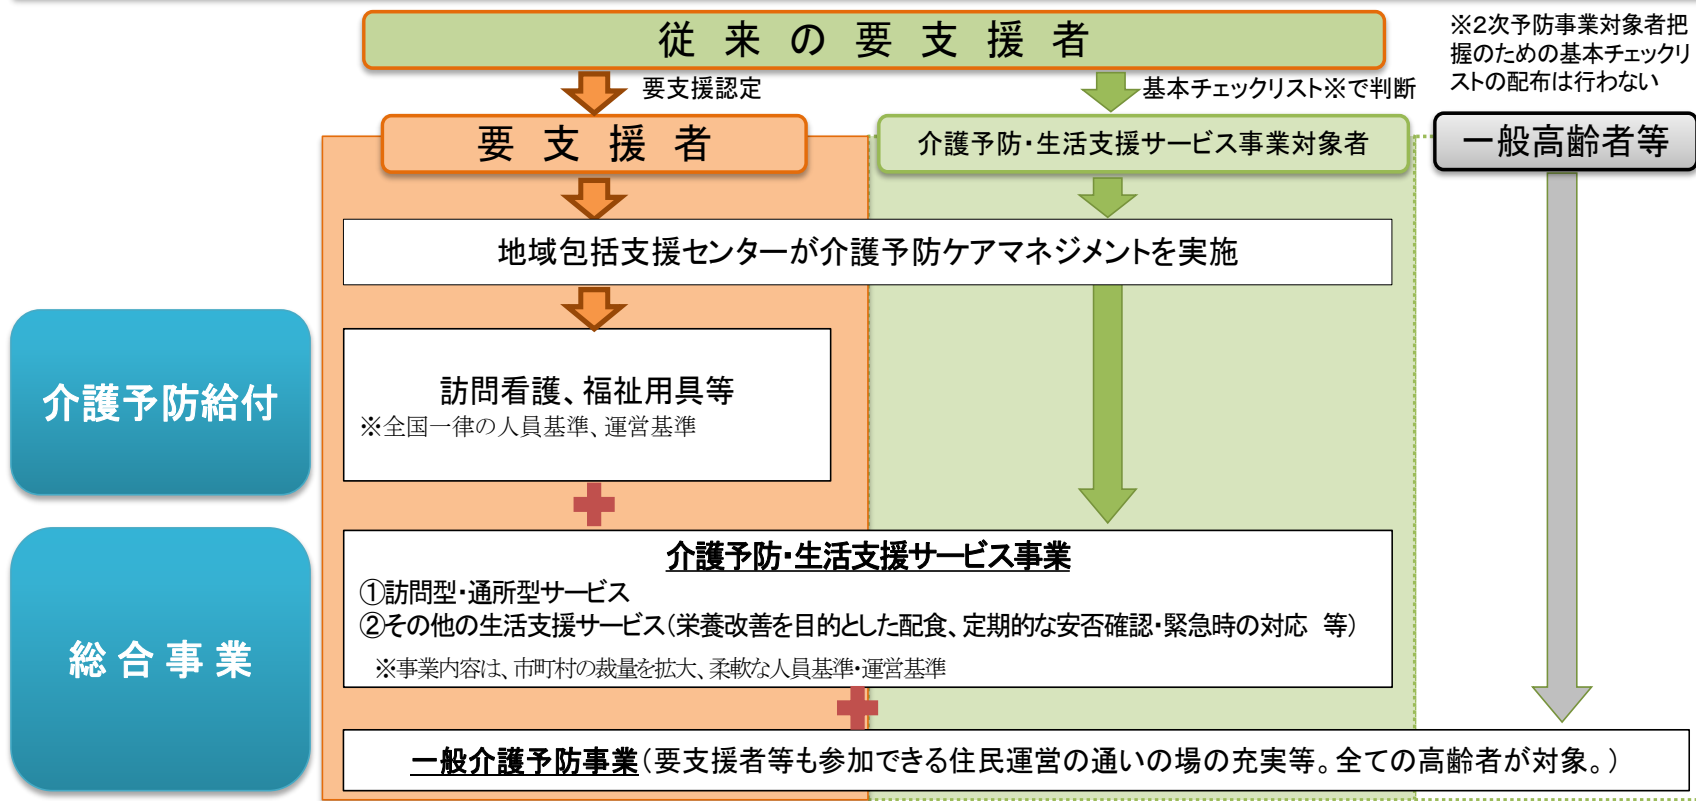 従来の要支援者
※2次予防事業対象者把
握のための基本チェックリ
ストの配布は行わない
要支援認定
基本チェックリスト※で判断
要支援者
介護予防・生活支援サービス事業対象者
一般高齢者等
地域包括支援センターが介護予防ケアマネジメントを実施
介護予防給付
訪問看護、福祉用具等
※全国一律の人員基準、運営基準
総合事業
介護予防・生活支援サービス事業
①訪問型・通所型サービス
②その他の生活支援サービス(栄養改善を目的とした配食、定期的な安否確認・緊急時の対応 等)
※事業内容は、市町村の裁量を拡大、柔軟な人員基準・運営基準
一般介護予防事業(要支援者等も参加できる住民運営の通いの場の充実等。全ての高齢者が対象。)